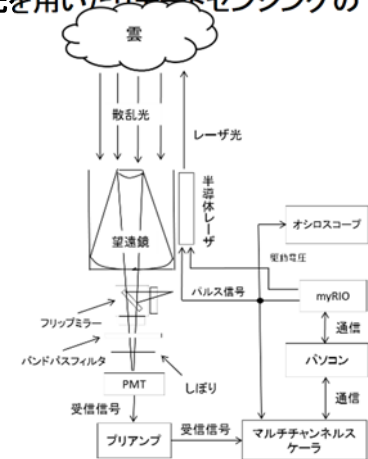 を用いたリモートセンシングの
雲
散乱光
レーザ光
半導体レーザ
望遠鏡
オシロスコープ
駆動電圧
パルス信号
myRIO
フリップミラー
通信
バンドパスフィルタ
パソコン
しぼり
PMT
通信
受信信号
受信信号
プリアンプ
マルチチャンネルス
ケーラ